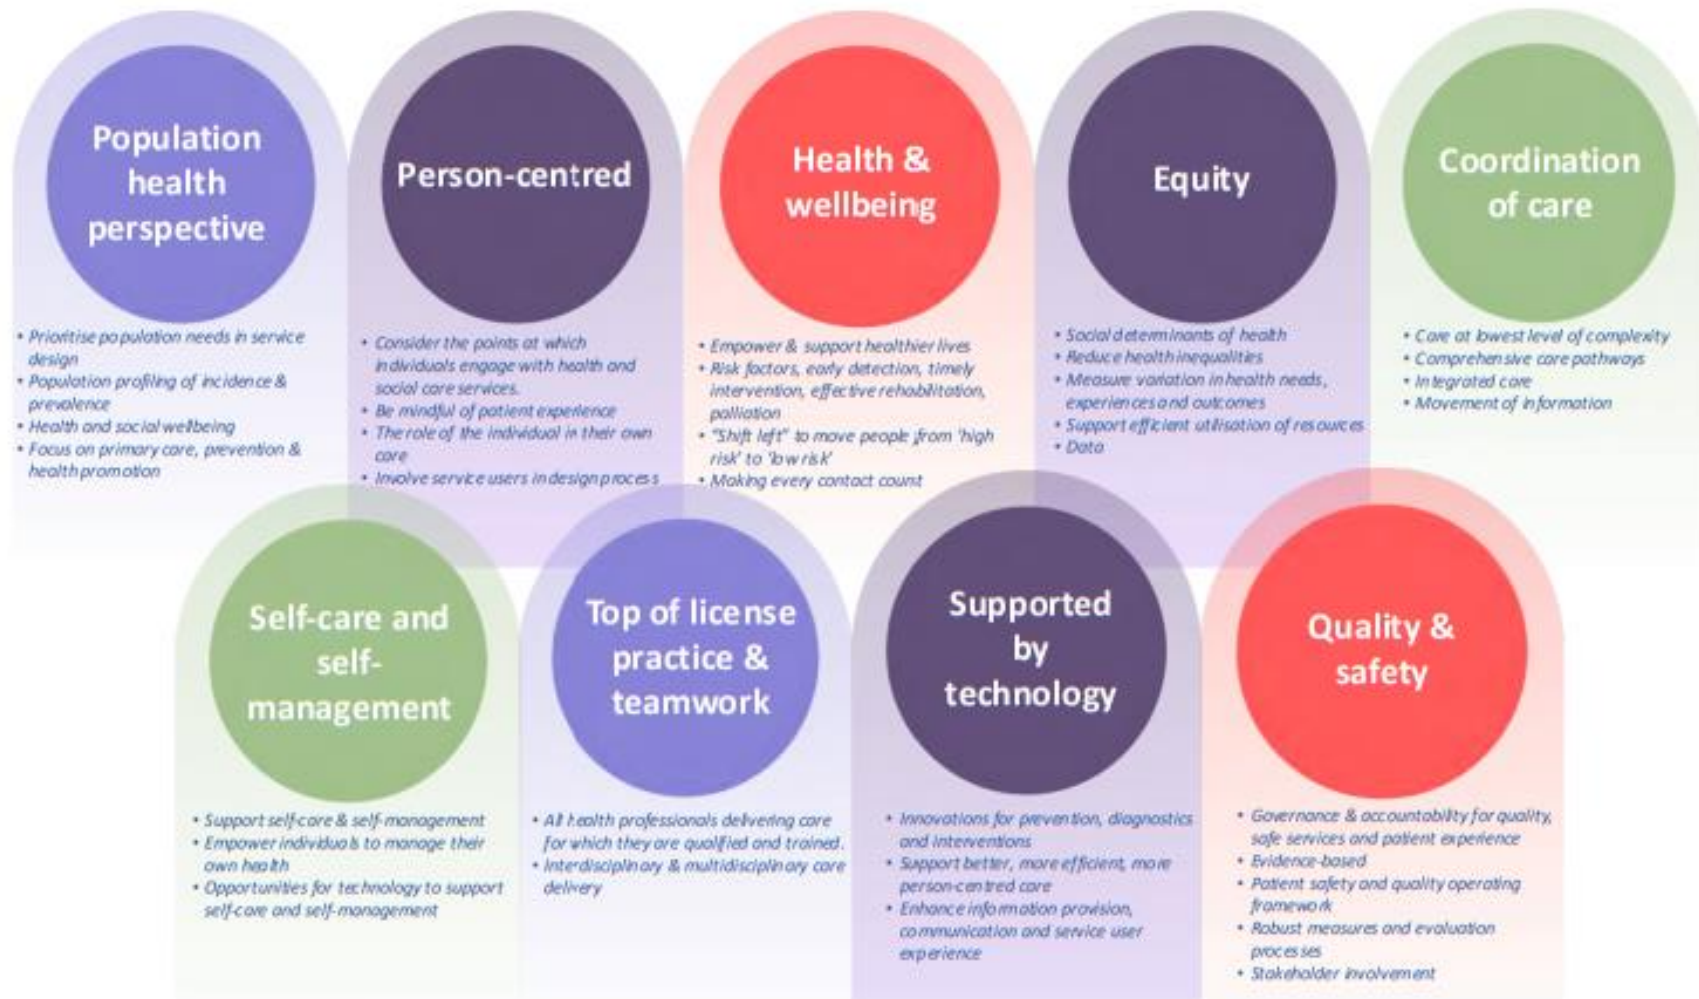 Population
health
perspective
• Prioritise population needs in service
design
• Population profiling of incidence &
prevalence
• Health and social wellbeing
• Focus on primary care, prevention &
health promotion
Person-centred
• Consider the points at which
individuals engage with health and
social care services.
• Be mindful of patient experience
• The role of the individual in their own
care
• Involve service users in design process
Health &
wellbeing
• Empower & support healthier lives
• Risk factors, early detection, timely
intervention, effective rehabilitation,
palliation
• "Shift left" to move people from 'high
risk' to 'low risk'
• Making every contact count
Equity
• Social determinants of health
• Reduce health inequalities
• Measure variation in health needs,
experiences and outcomes
• Support efficient utilisation of resources
• Data
Coordination
of care
• Care at lowest level of complexity
• Comprehensive care pathways
• Integrated care
• Movement of information
Self-care and
self-
management
• Support self-care & self-management
• Empower individuals to manage their
own health
• Opportunities for technology to support
self-care and self-management
Top of license
practice &
teamwork
• All health professionals delivering care
for which they are qualified and trained.
• Interdisciplinary & multidisciplinary care
delivery
Supported
by
technology
• Innovations for prevention, diagnostics
and interventions
• Support better, more efficient, more
person-centred care
• Enhance information provision,
communication and service user
experience
Quality &
safety
• Governance & accountability for quality,
safe services and patient experience
• Evidence-based
• Patient safety and quality operating
framework
• Robust measures and evaluation
processes
• Stakeholder involvement